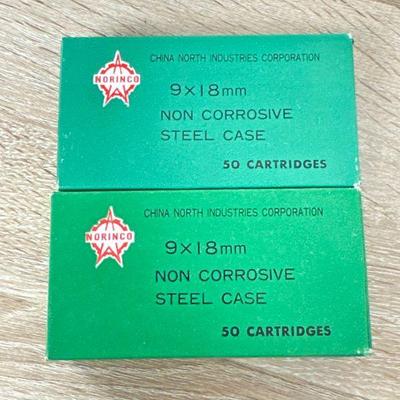 NORINCO
CHINA NORTH INDUSTRIES CORPORATION
9×18mm
NON CORROSIVE
STEEL CASE
50 CARTRIDGES
NORINCO
CHINA NORTH INDUSTRIES CORPORATION
9×18mm
NON CORROSIVE
STEEL CASE
50 CARTRIDGES